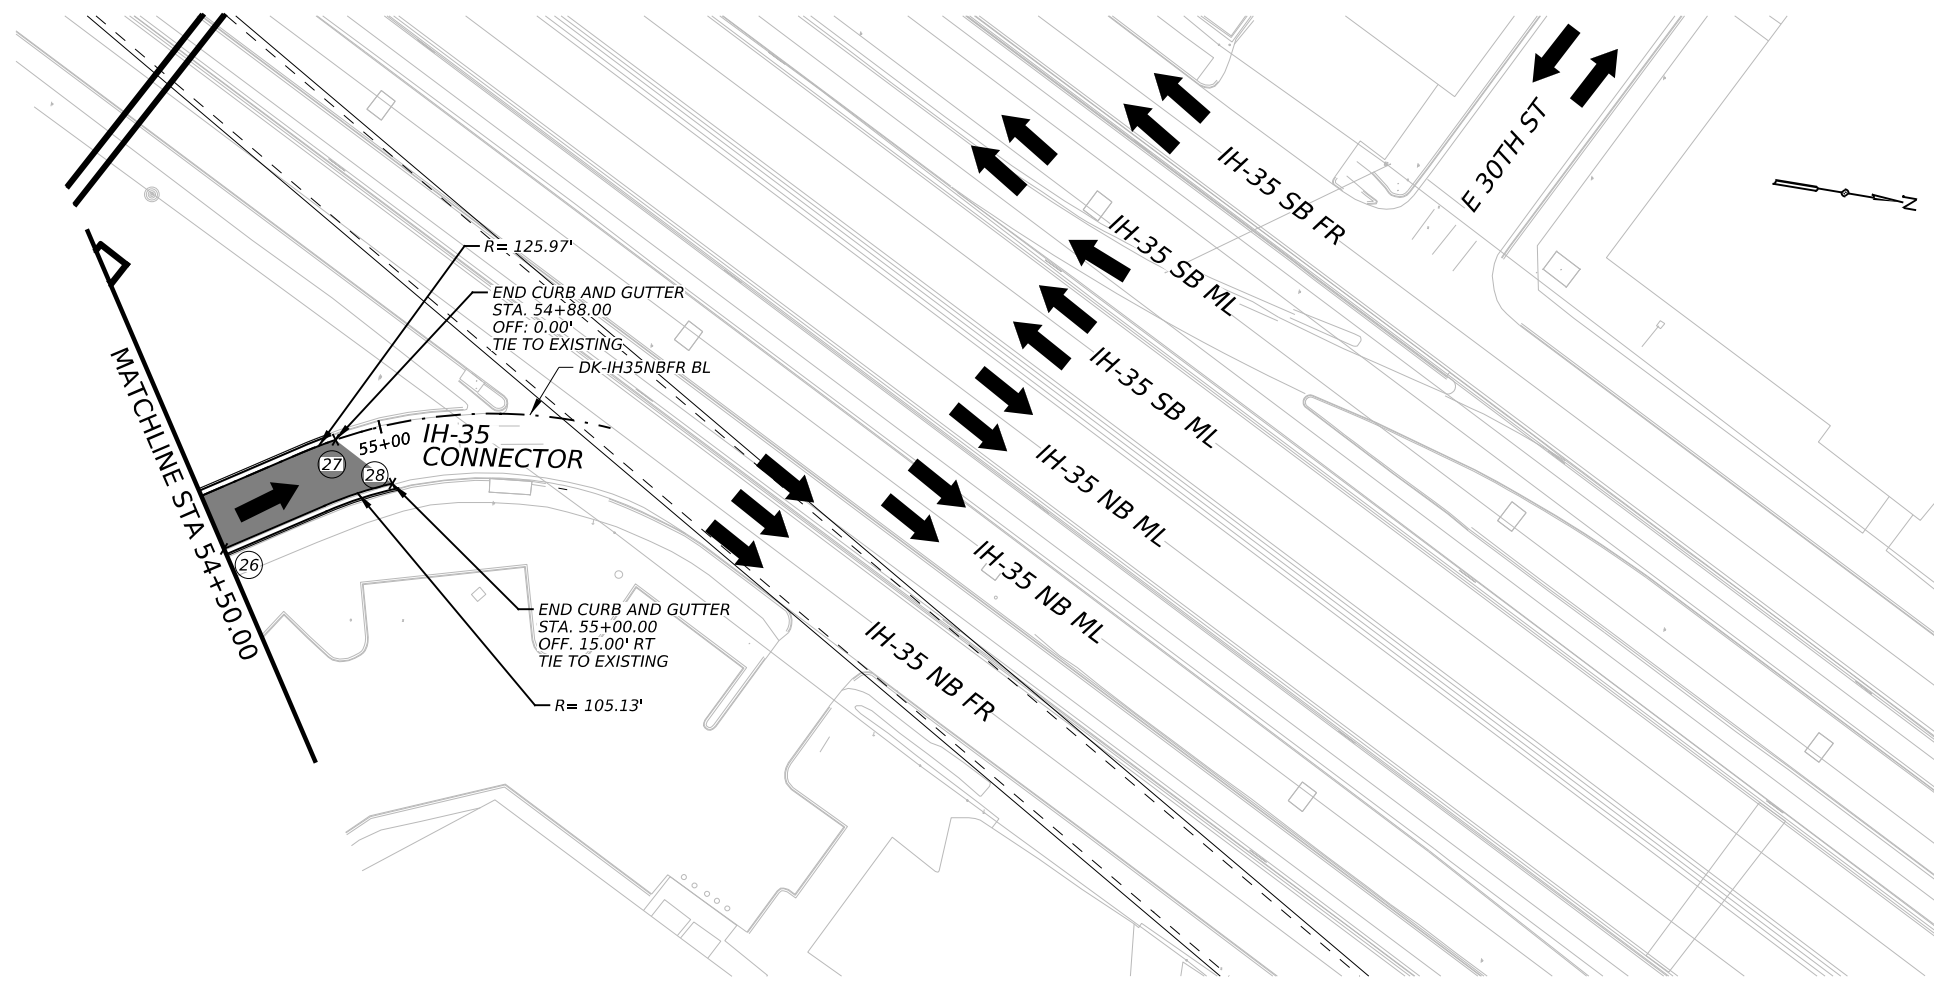 E 30TH ST
IH-35 SB FR
N
IH-35 SB ML
R= 125.97'
END CURB AND GUTTER
STA. 54+88.00
OFF: 0.00'
TIE TO EXISTING
DK-IH35NBFR BL
IH-35 SB ML
MATCHLINE STA 54+50.00
55+00
IH-35
CONNECTOR
27
28
26
IH-35 NB ML
IH-35 NB ML
END CURB AND GUTTER
STA. 55+00.00
OFF. 15.00' RT
TIE TO EXISTING
IH-35 NB FR
R= 105.13'